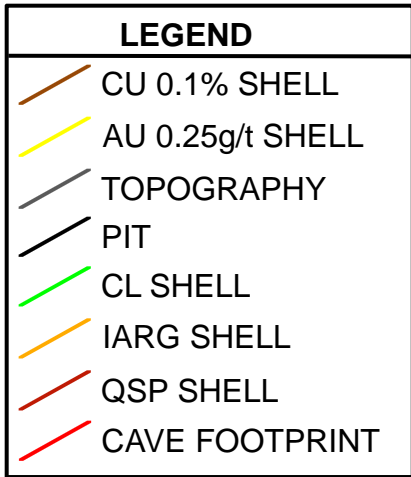 LEGEND
CU 0.1% SHELL
AU 0.25g/t SHELL
TOPOGRAPHY
PIT
CL SHELL
IARG SHELL
QSP SHELL
CAVE FOOTPRINT